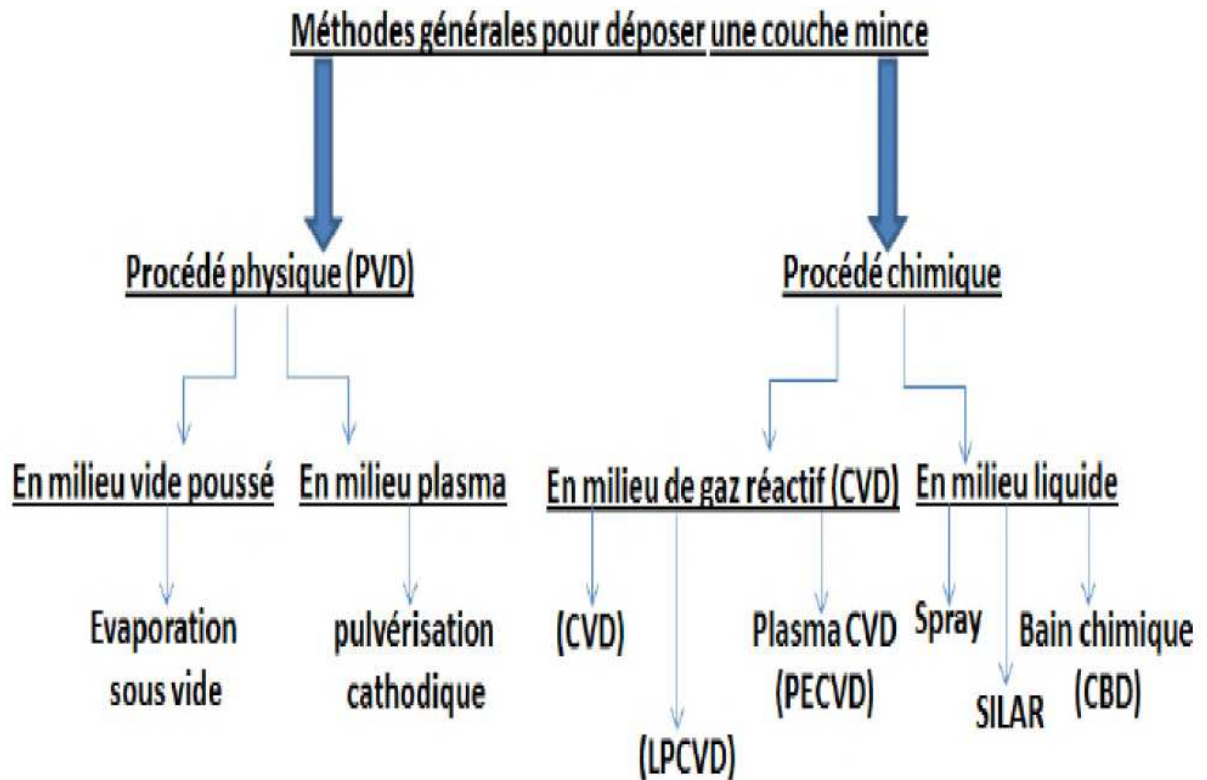 Méthodes générales pour déposer une couche mince
Procédé physique (PVD)
Procédé chimique
En milieu vide poussé
En milieu plasma
En milieu de gaz réactif (CVD)
En milieu liquide
Evaporation
sous vide
pulvérisation
cathodique
(CVD)
(LPCVD)
Plasma CVD
(PECVD)
Spray
SILAR
Bain chimique
(CBD)